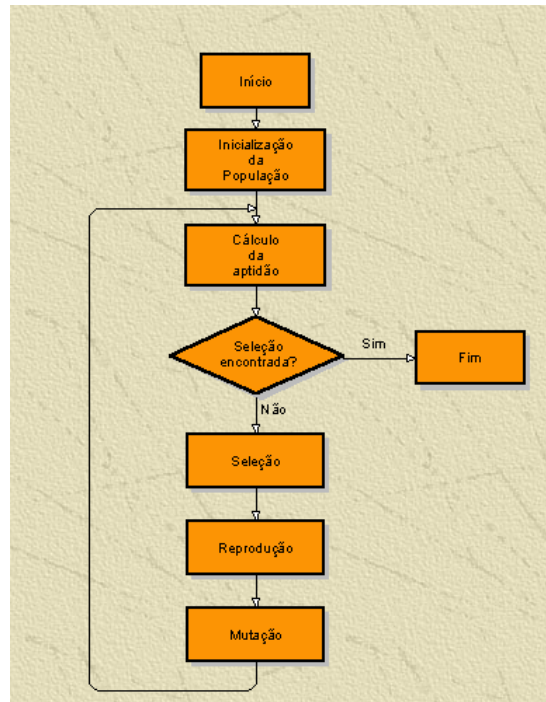 Início
Inicialização
da
População
Cálculo
da
aptidão
Seleção
encontrada?
Sim
Fim
Não
Seleção
Reprodução
Mutação